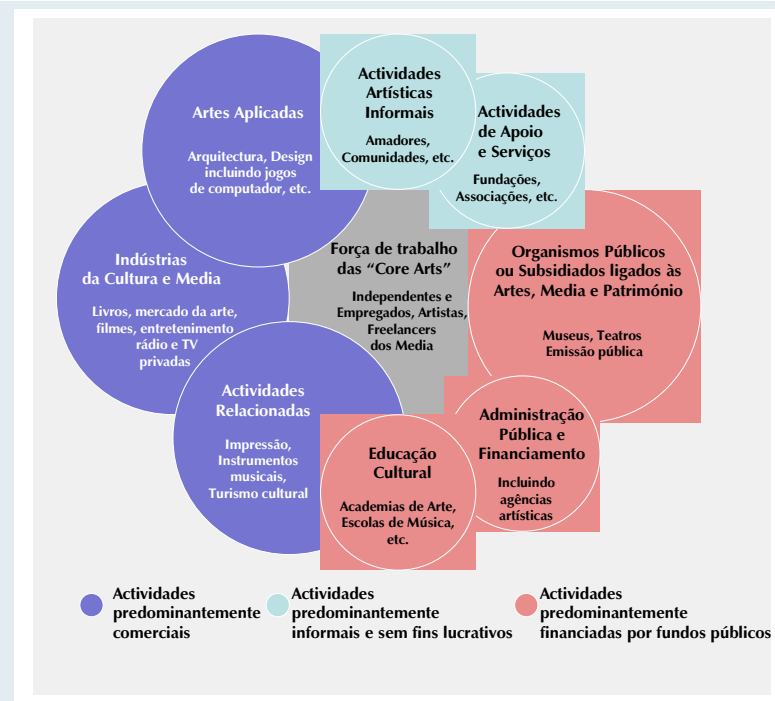 Actividades
Artísticas
Informais
Amadores,
Comunidades, etc.
Artes Aplicadas
Arquitectura, Design
incluindo jogos
de computador, etc.
Actividades
de Apoio
e Serviços
Fundações,
Associações, etc.
Indústrias
da Cultura e Media
Livros, mercado da arte,
filmes, entretenimento
rádio e TV
privadas
Força de trabalho
das “Core Arts”
Independentes e
Empregados, Artistas,
Freelancers
dos Media
Organismos Públicos
ou Subsidiados ligados às
Artes, Media e Património
Museus, Teatros
Emissão pública
Actividades
Relacionadas
Impressão,
Instrumentos
musicais,
Turismo cultural
Educação
Cultural
Academias de Arte,
Escolas de Música,
etc.
Administração
Pública e
Financiamento
Incluindo
agências
artísticas
Actividades
predominantemente
comerciais
Actividades
predominantemente
informais e sem fins lucrativos
Actividades
predominantemente
financiadas por fundos públicos